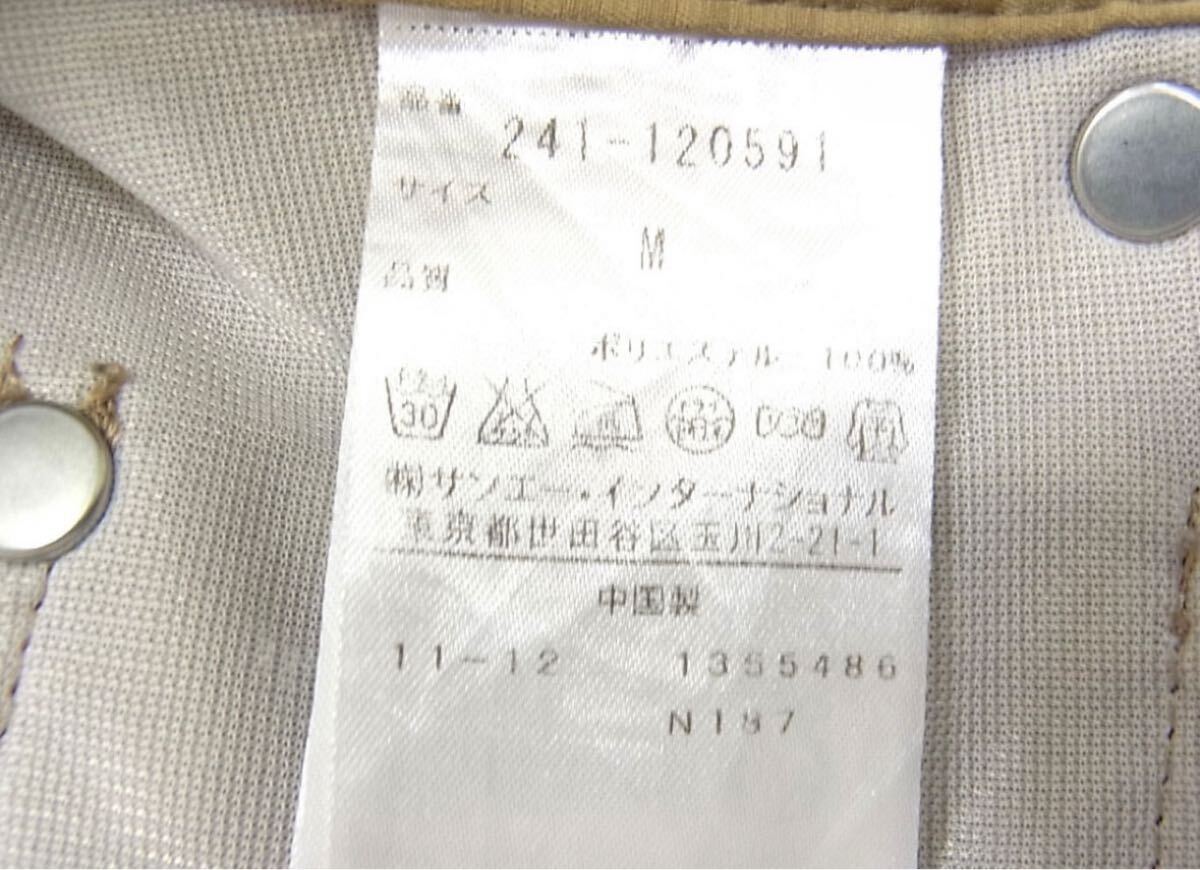 部番
241-120591
サイズ
M
品質
ポリエステル 100%
30
(株)サンエー・インターナショナル
東京都世田谷区玉川2-21-1
中国製
11-12 1355486
N187